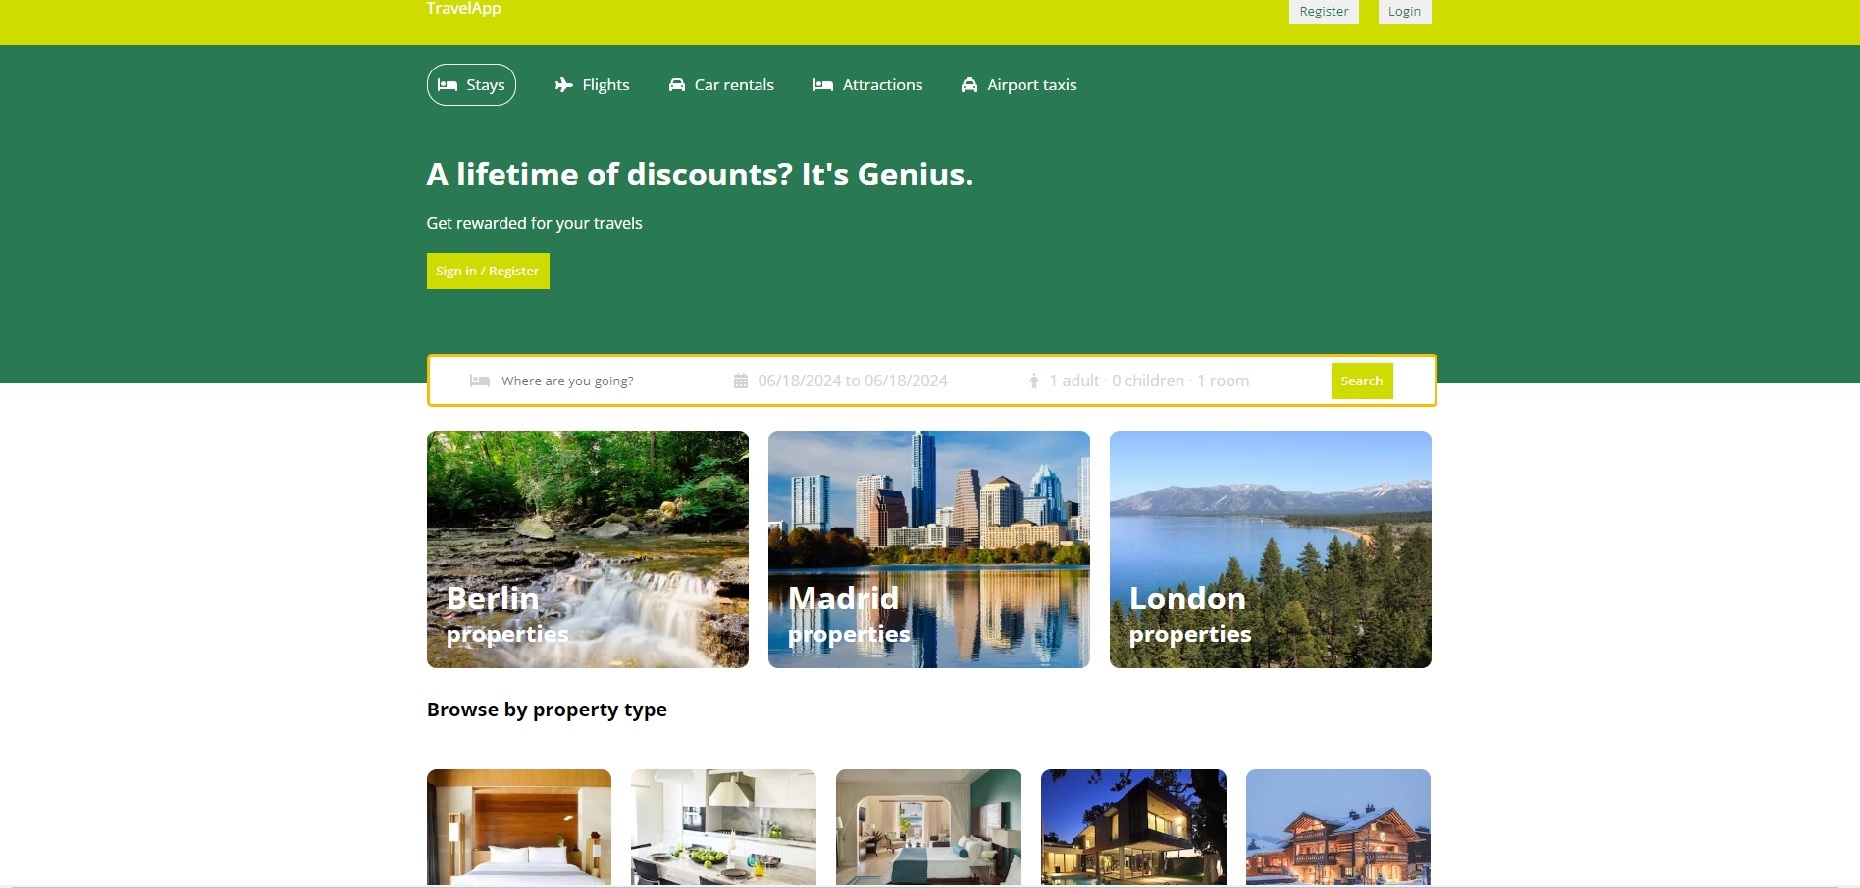 TravelApp
Register
Login
Stays
Flights
Car rentals
Attractions
Airport taxis
A lifetime of discounts? It's Genius.
Get rewarded for your travels
Sign in / Register
Where are you going?
06/18/2024 to 06/18/2024
1 adult · 0 children · 1 room
Search
Berlin
properties
Madrid
properties
London
properties
Browse by property type